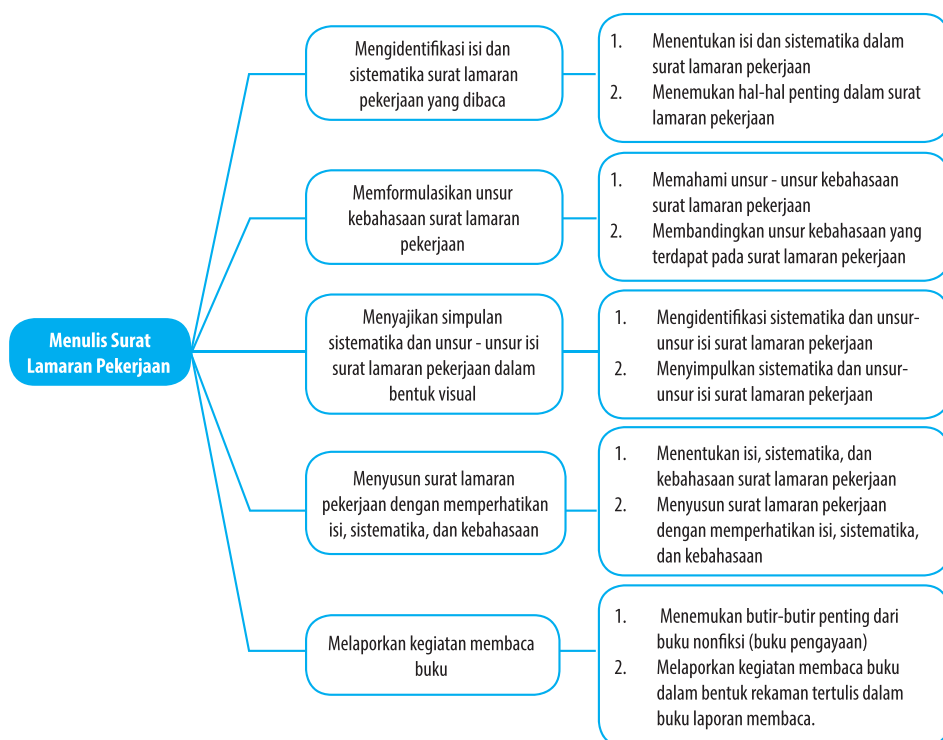 Menulis Surat
Lamaran Pekerjaan
Mengidentifikasi isi dan
sistematika surat lamaran
pekerjaan yang dibaca
1. Menentukan isi dan sistematika dalam
surat lamaran pekerjaan
2. Menemukan hal-hal penting dalam surat
lamaran pekerjaan
Memformulasikan unsur
kebahasaan surat lamaran
pekerjaan
1. Memahami unsur - unsur kebahasaan
surat lamaran pekerjaan
2. Membandingkan unsur kebahasaan yang
terdapat pada surat lamaran pekerjaan
Menyajikan simpulan
sistematika dan unsur - unsur isi
surat lamaran pekerjaan dalam
bentuk visual
1. Mengidentifikasi sistematika dan unsur-
unsur isi surat lamaran pekerjaan
2. Menyimpulkan sistematika dan unsur-
unsur isi surat lamaran pekerjaan
Menyusun surat lamaran
pekerjaan dengan memperhatikan
isi, sistematika, dan kebahasaan
1. Menentukan isi, sistematika, dan
kebahasaan surat lamaran pekerjaan
2. Menyusun surat lamaran pekerjaan
dengan memperhatikan isi, sistematika,
dan kebahasaan
Melaporkan kegiatan membaca
buku
1. Menemukan butir-butir penting dari
buku nonfiksi (buku pengayaan)
2. Melaporkan kegiatan membaca buku
dalam bentuk rekaman tertulis dalam
buku laporan membaca.